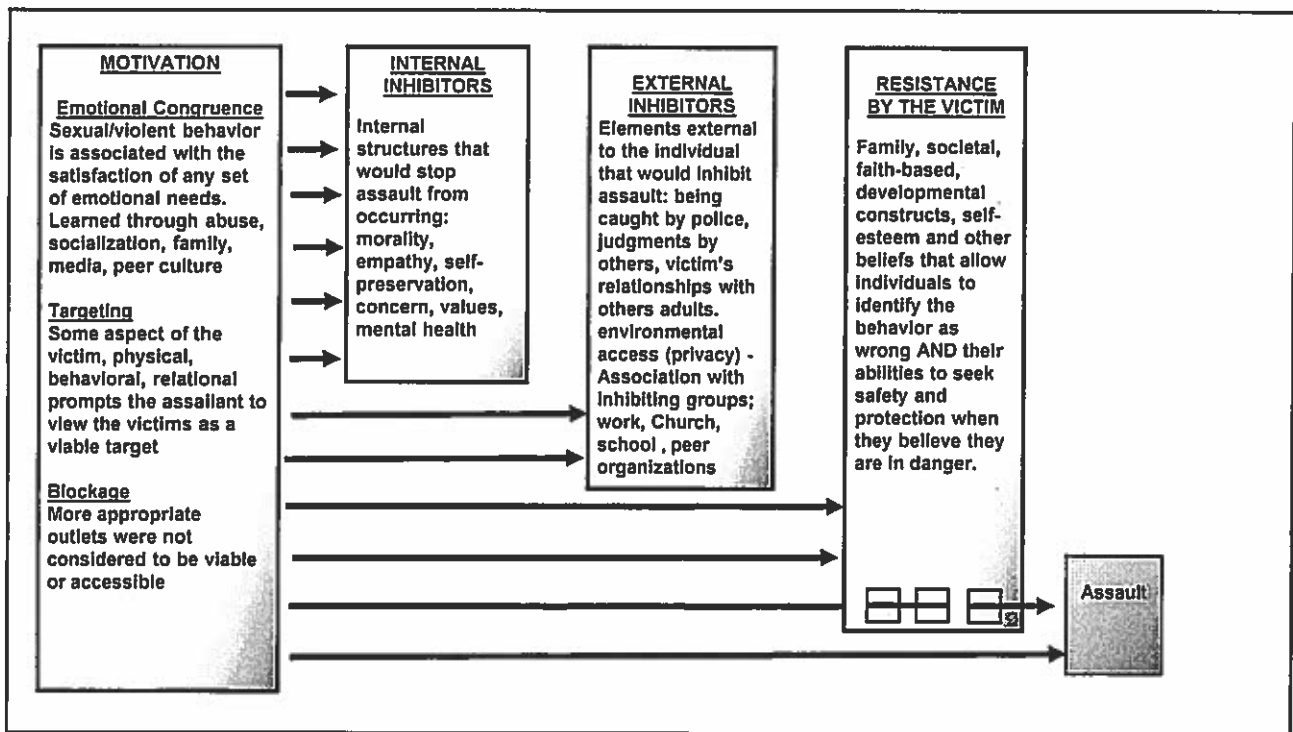 MOTIVATION
Emotional Congruence
Sexual/violent behavior
is associated with the
satisfaction of any set
of emotional needs.
Learned through abuse,
socialization, family,
media, peer culture
Targeting
Some aspect of the
victim, physical,
behavioral, relational
prompts the assailant to
view the victims as a
viable target
Blockage
More appropriate
outlets were not
considered to be viable
or accessible
INTERNAL
INHIBITORS
Internal
structures that
would stop
assault from
occurring:
morality,
empathy, self-
preservation,
concern, values,
mental health
EXTERNAL
INHIBITORS
Elements external
to the individual
that would Inhibit
assault: being
caught by police,
judgments by
others, victim's
relationships with
others adults.
environmental
access (privacy) -
Association with
Inhibiting groups;
work, Church,
school , peer
organizations
RESISTANCE
BY THE VICTIM
Family, societal,
faith-based,
developmental
constructs, self-
esteem and other
beliefs that allow
individuals to
identify the
behavior as
wrong AND their
abilities to seek
safety and
protection when
they believe they
are in danger.
Assault